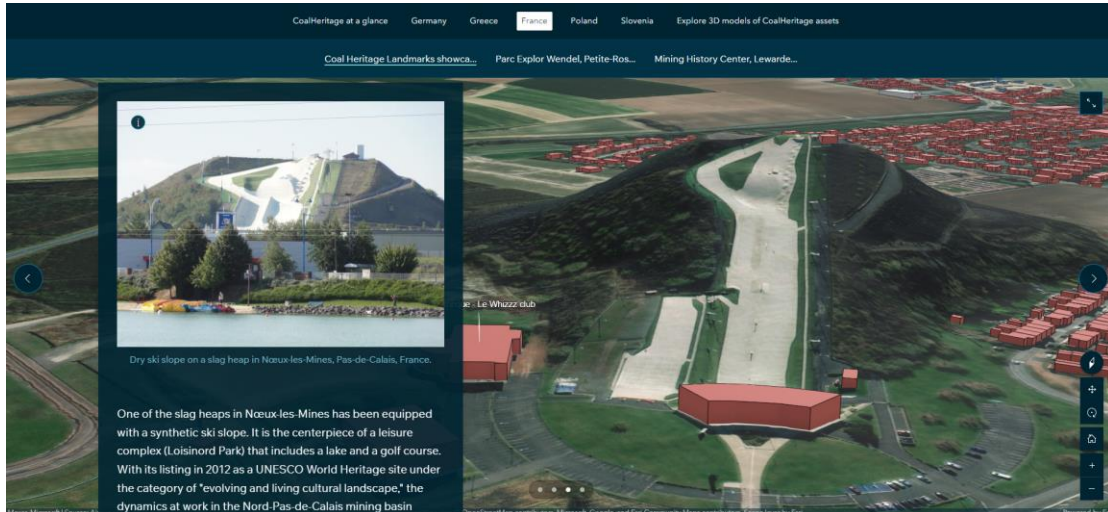 CoalHeritage at a glance
Germany
Greece
France
Poland
Slovenia
Explore 3D models of CoalHeritage assets
Coal Heritage Landmarks showca...
Parc Explor Wendel, Petite-Ros...
Mining History Center, Lewarde...
- Le Whizzz club
Dry ski slope on a slag heap in Nœux-les-Mines, Pas-de-Calais, France.
One of the slag heaps in Nœux-les-Mines has been equipped
with a synthetic ski slope. It is the centerpiece of a leisure
complex (Loisinord Park) that includes a lake and a golf course.
With its listing in 2012 as a UNESCO World Heritage site under
the category of "evolving and living cultural landscape," the
dynamics at work in the Nord-Pas-de-Calais mining basin